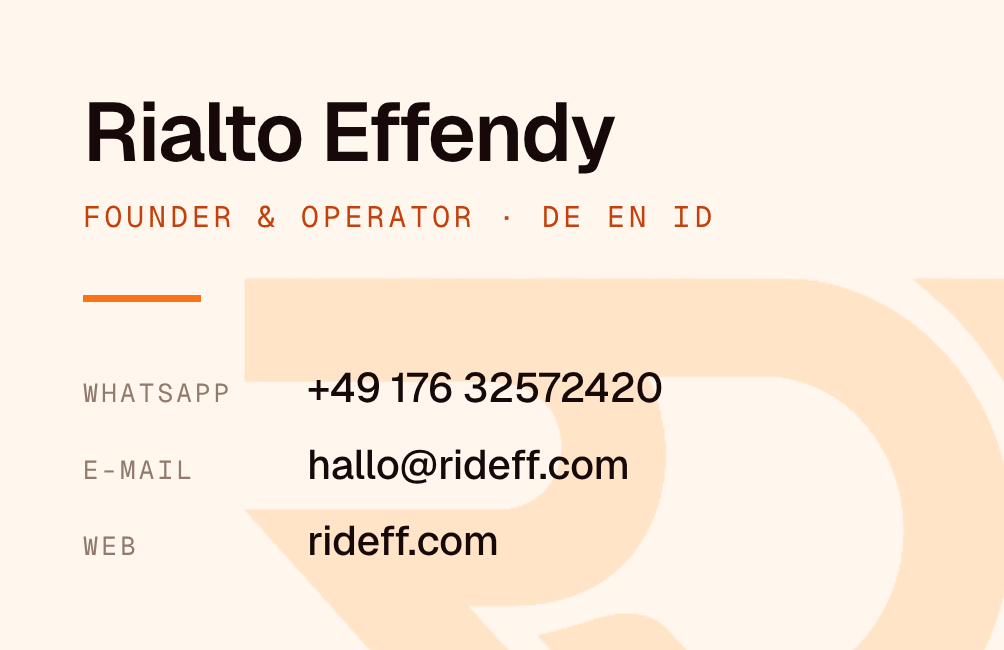 Rialto Effendy
FOUNDER & OPERATOR · DE EN ID
WHATSAPP +49 176 32572420
E-MAIL hallo@rideff.com
WEB rideff.com